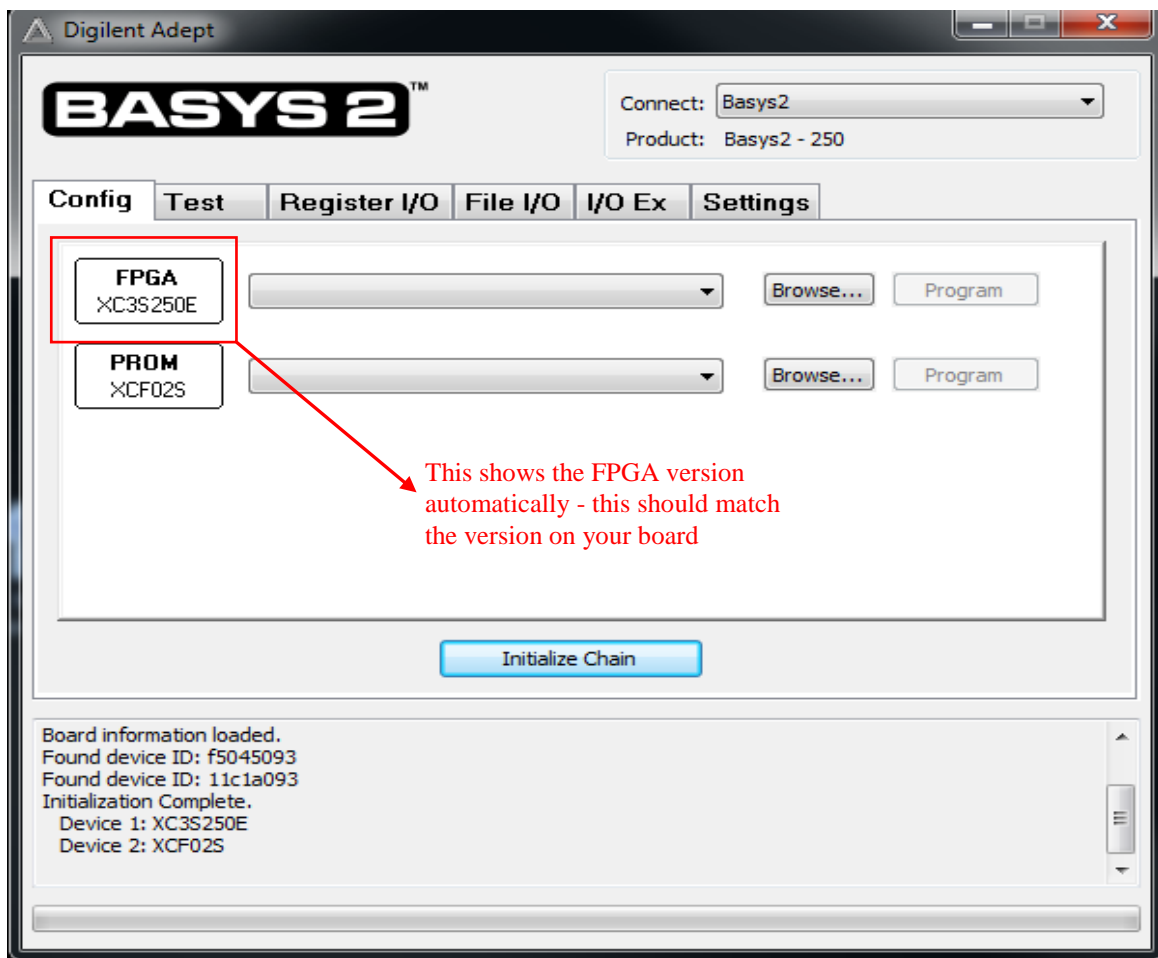 Digilent Adept
BASYS 2™
Connect: Basys2
Product: Basys2 - 250
Config Test Register I/O File I/O I/O Ex Settings
FPGA
XC3S250E
Browse... Program
PROM
XCF02S
Browse... Program
This shows the FPGA version
automatically - this should match
the version on your board
Initialize Chain
Board information loaded.
Found device ID: f5045093
Found device ID: 11c1a093
Initialization Complete.
Device 1: XC3S250E
Device 2: XCF02S